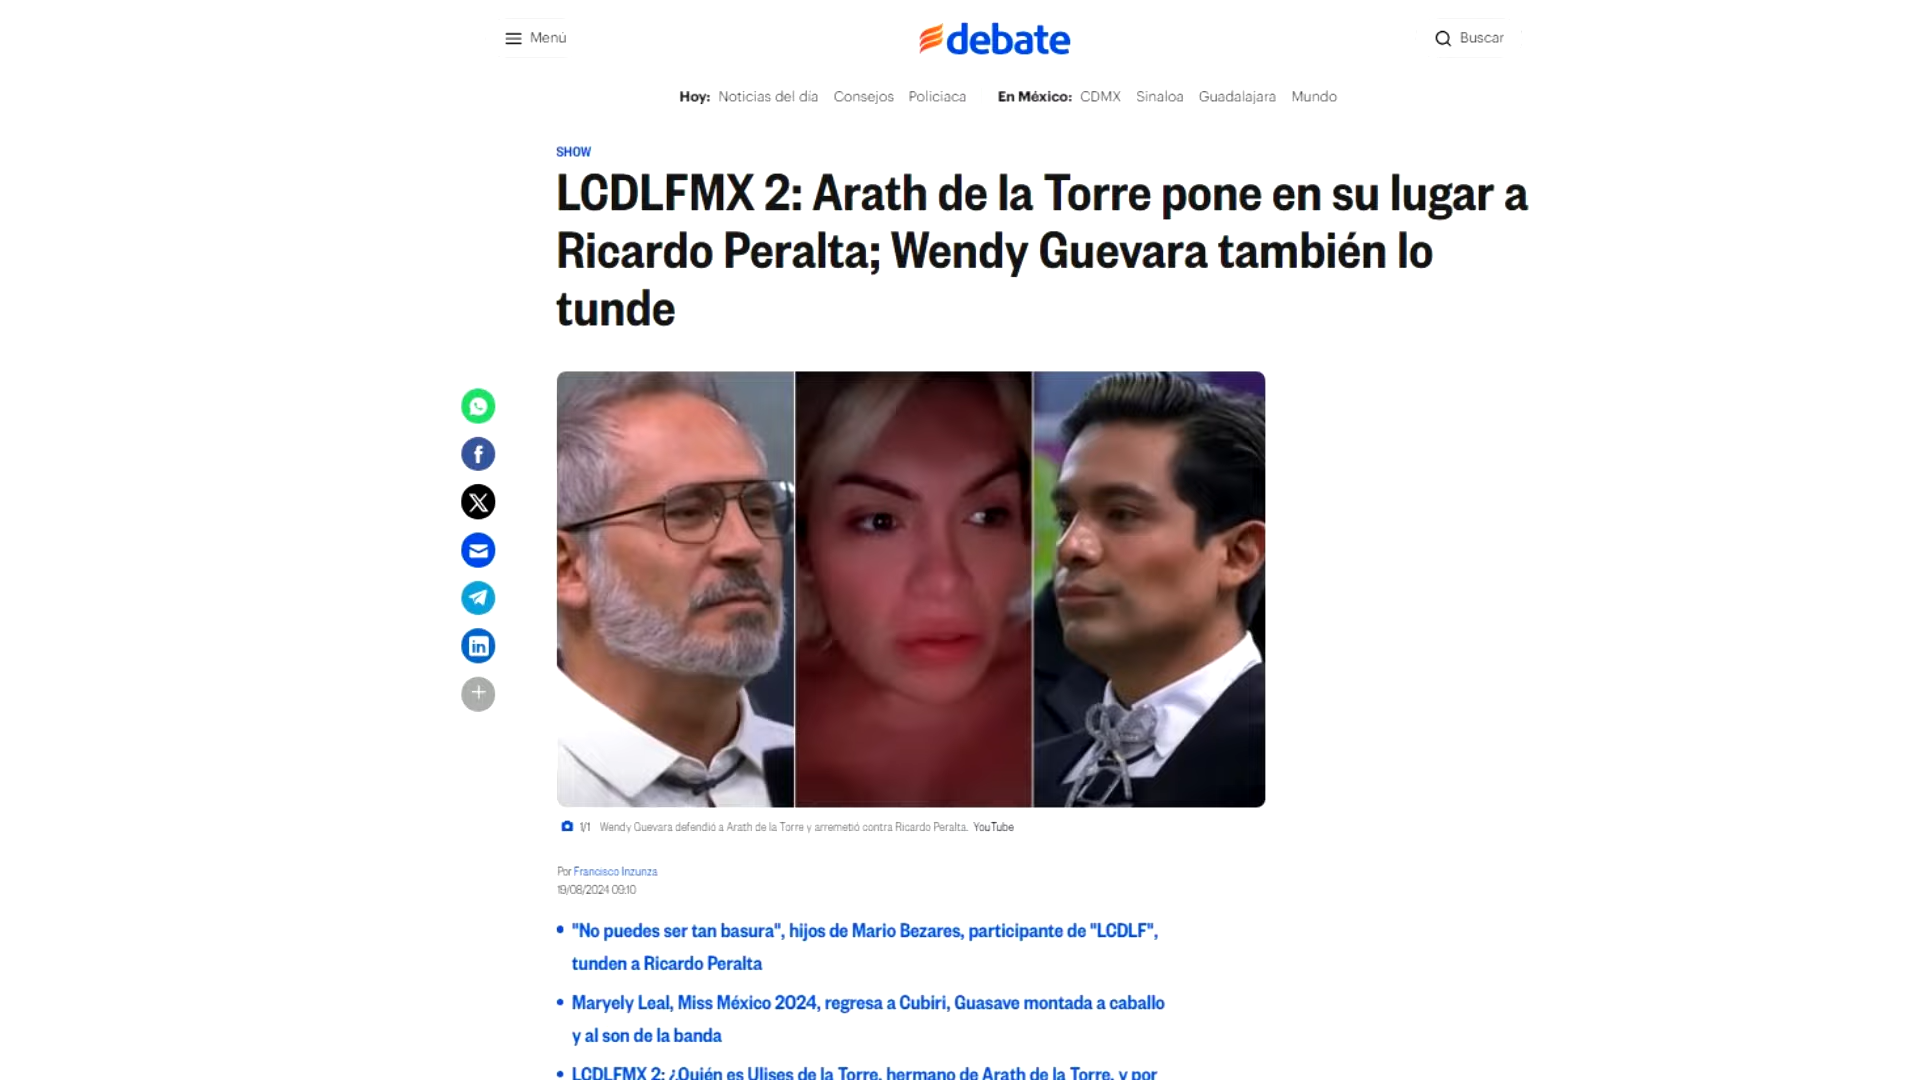 Menú
debate
Buscar
Hoy: Noticias del día Consejos Policiaca En México: CDMX Sinaloa Guadalajara Mundo
SHOW
LCDLFMX 2: Arath de la Torre pone en su lugar a
Ricardo Peralta; Wendy Guevara también lo
tunde
1/1 Wendy Guevara defendió a Arath de la Torre y arremetió contra Ricardo Peralta. YouTube
Por Francisco Inzunza
19/08/2024 09:10
• "No puedes ser tan basura", hijos de Mario Bezares, participante de "LCDLF",
tunden a Ricardo Peralta
• Maryely Leal, Miss México 2024, regresa a Cubiri, Guasave montada a caballo
y al son de la banda
• LCDLFMX 2: ¿Quién es Ulises de la Torre, hermano de Arath de la Torre, y por